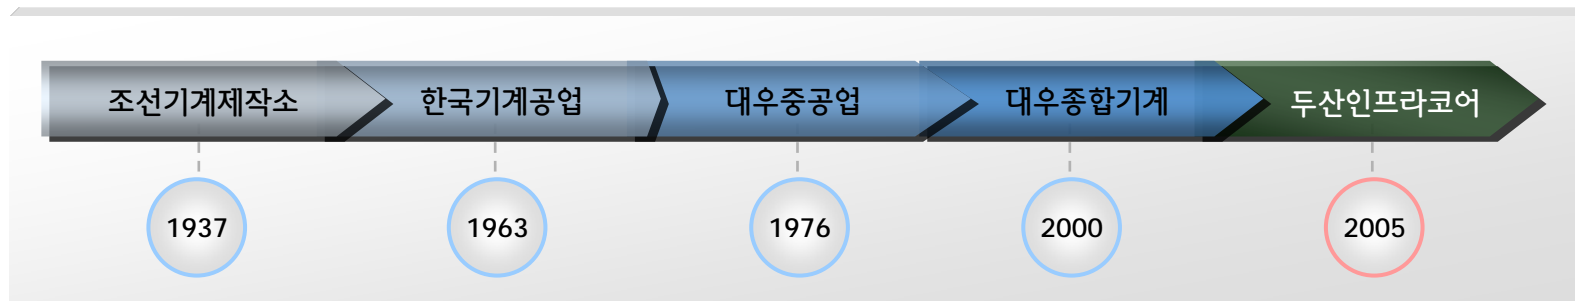 조선기계제작소 한국기계공업 대우중공업 대우종합기계 두산인프라코어
1937 1963 1976 2000 2005